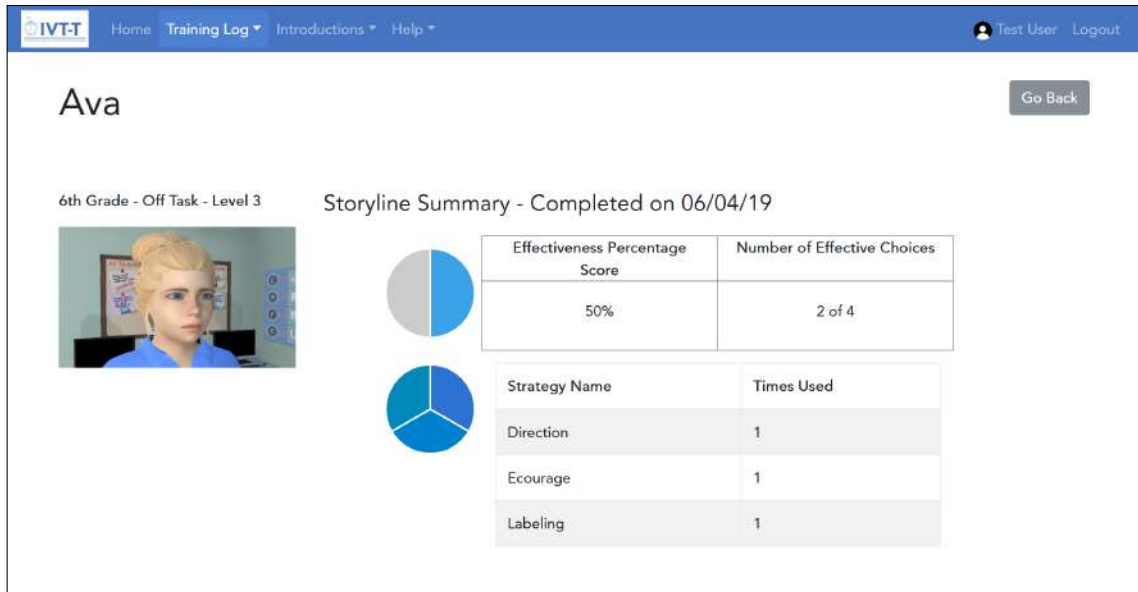 IVT-T Home Training Log Introductions Help Test User Logout
Ava
Go Back
6th Grade - Off Task - Level 3
Storyline Summary - Completed on 06/04/19
Effectiveness Percentage Score
Number of Effective Choices
50%
2 of 4
Strategy Name Times Used
Direction 1
Ecourage 1
Labeling 1